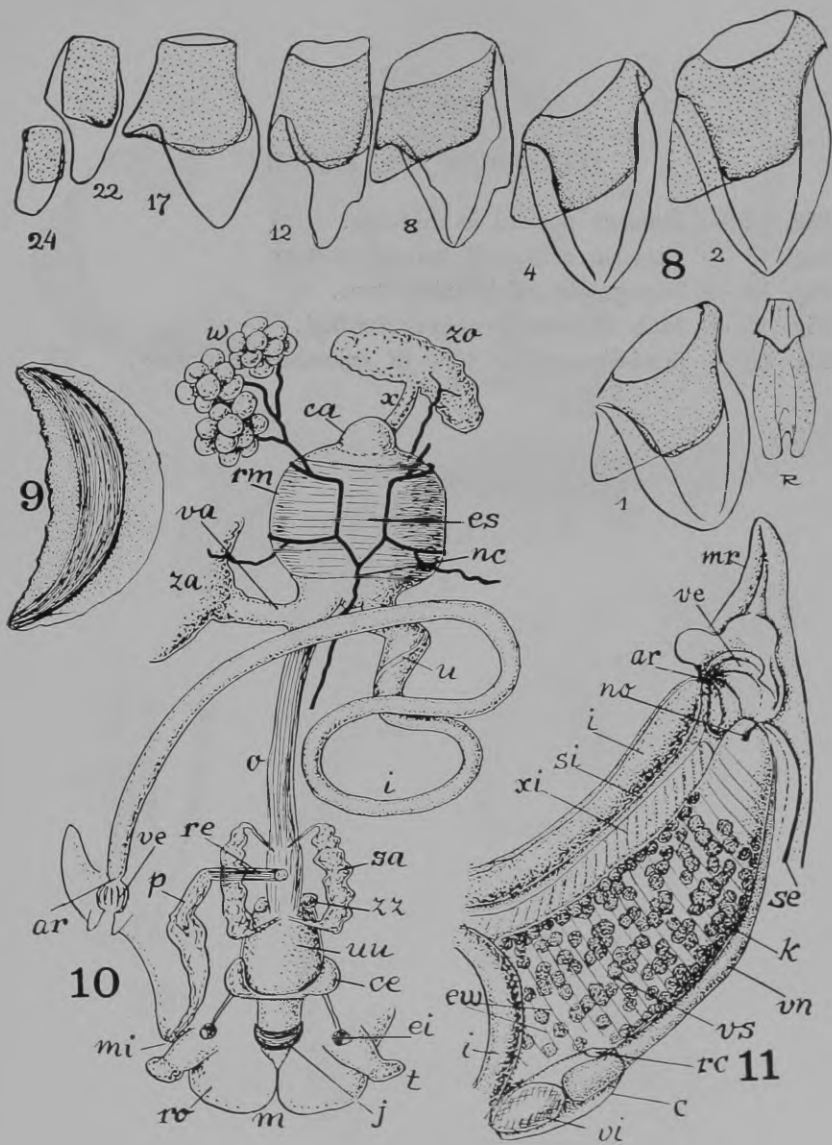 24
22
17
12
8
4
8
2
1
R
9
w
zo
x
ca
rm
es
va
nc
za
u
o
i
mr
ve
ar
no
i
si
xi
se
re
sa
ve
p
zz
ar
uu
10
ce
k
vn
ew
mi
ei
vs
i
rc
11
t
ro
m
j
c
vi